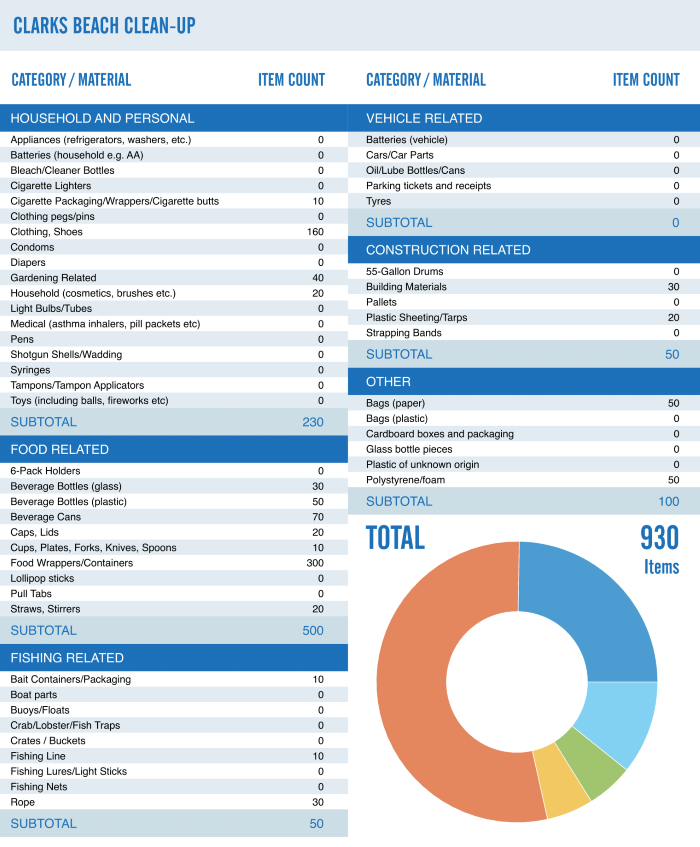 CLARKS BEACH CLEAN-UP
CATEGORY / MATERIAL ITEM COUNT
HOUSEHOLD AND PERSONAL
Appliances (refrigerators, washers, etc.) 0
Batteries (household e.g. AA) 0
Bleach/Cleaner Bottles 0
Cigarette Lighters 0
Cigarette Packaging/Wrappers/Cigarette butts 10
Clothing pegs/pins 0
Clothing, Shoes 160
Condoms 0
Diapers 0
Gardening Related 40
Household (cosmetics, brushes etc.) 20
Light Bulbs/Tubes 0
Medical (asthma inhalers, pill packets etc) 0
Pens 0
Shotgun Shells/Wadding 0
Syringes 0
Tampons/Tampon Applicators 0
Toys (including balls, fireworks etc) 0
SUBTOTAL 230
FOOD RELATED
6-Pack Holders 0
Beverage Bottles (glass) 30
Beverage Bottles (plastic) 50
Beverage Cans 70
Caps, Lids 20
Cups, Plates, Forks, Knives, Spoons 10
Food Wrappers/Containers 300
Lollipop sticks 0
Pull Tabs 0
Straws, Stirrers 20
SUBTOTAL 500
FISHING RELATED
Bait Containers/Packaging 10
Boat parts 0
Buoys/Floats 0
Crab/Lobster/Fish Traps 0
Crates / Buckets 0
Fishing Line 10
Fishing Lures/Light Sticks 0
Fishing Nets 0
Rope 30
SUBTOTAL 50
CATEGORY / MATERIAL ITEM COUNT
VEHICLE RELATED
Batteries (vehicle) 0
Cars/Car Parts 0
Oil/Lube Bottles/Cans 0
Parking tickets and receipts 0
Tyres 0
SUBTOTAL 0
CONSTRUCTION RELATED
55-Gallon Drums 0
Building Materials 30
Pallets 0
Plastic Sheeting/Tarps 20
Strapping Bands 0
SUBTOTAL 50
OTHER
Bags (paper) 50
Bags (plastic) 0
Cardboard boxes and packaging 0
Glass bottle pieces 0
Plastic of unknown origin 0
Polystyrene/foam 50
SUBTOTAL 100
TOTAL 930
Items